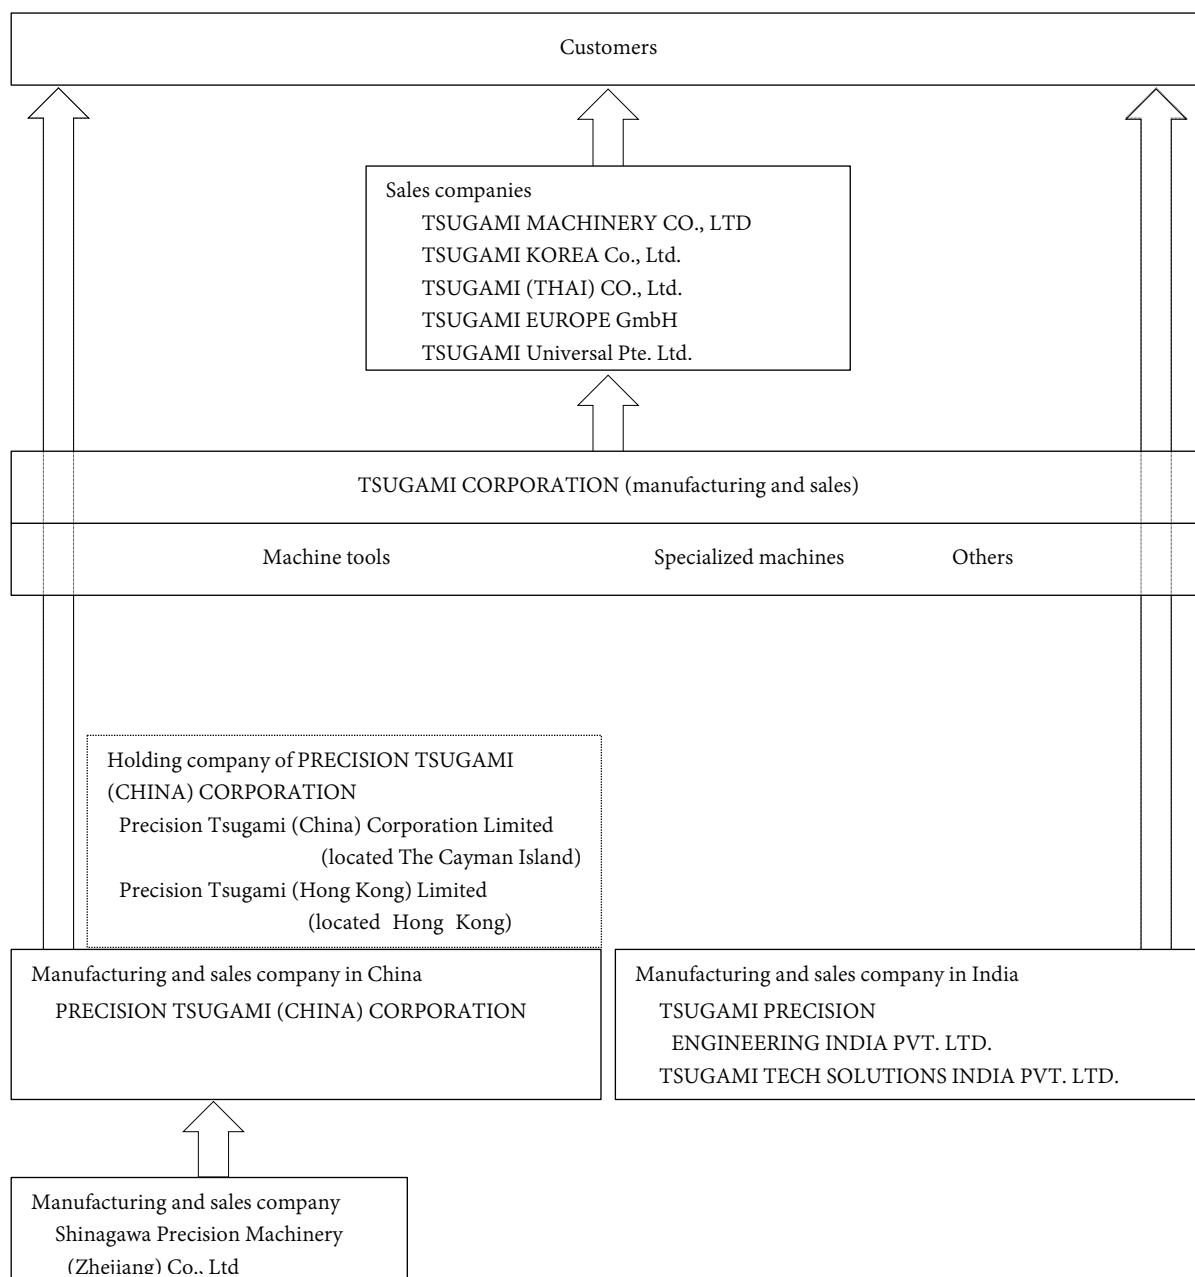 Customers
Sales companies
TSUGAMI MACHINERY CO., LTD
TSUGAMI KOREA Co., Ltd.
TSUGAMI (THAI) CO., Ltd.
TSUGAMI EUROPE GmbH
TSUGAMI Universal Pte. Ltd.
TSUGAMI CORPORATION (manufacturing and sales)
Machine tools Specialized machines Others
Holding company of PRECISION TSUGAMI
(CHINA) CORPORATION
Precision Tsugami (China) Corporation Limited
(located The Cayman Island)
Precision Tsugami (Hong Kong) Limited
(located Hong Kong)
Manufacturing and sales company in China
PRECISION TSUGAMI (CHINA) CORPORATION
Manufacturing and sales company in India
TSUGAMI PRECISION
ENGINEERING INDIA PVT. LTD.
TSUGAMI TECH SOLUTIONS INDIA PVT. LTD.
Manufacturing and sales company
Shinagawa Precision Machinery
(Zhejiang) Co., Ltd